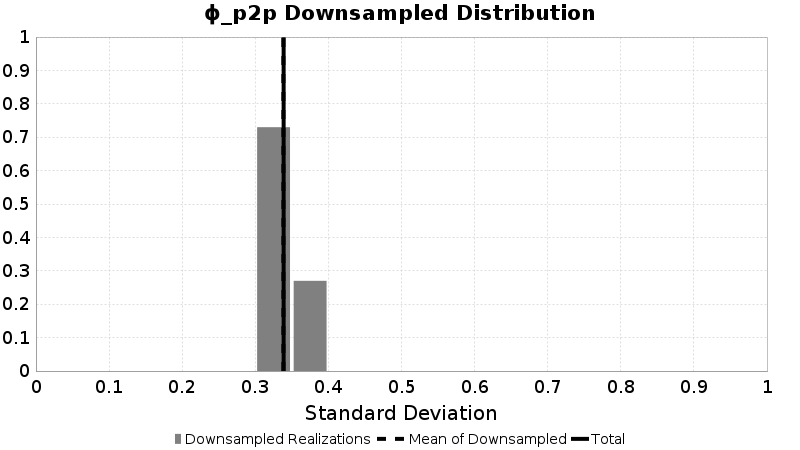 ϕ_p2p Downsampled Distribution
1
0.9
0.8
0.7
0.6
0.5
0.4
0.3
0.2
0.1
0
0 0.1 0.2 0.3 0.4 0.5 0.6 0.7 0.8 0.9 1
Standard Deviation
Downsampled Realizations Mean of Downsampled Total